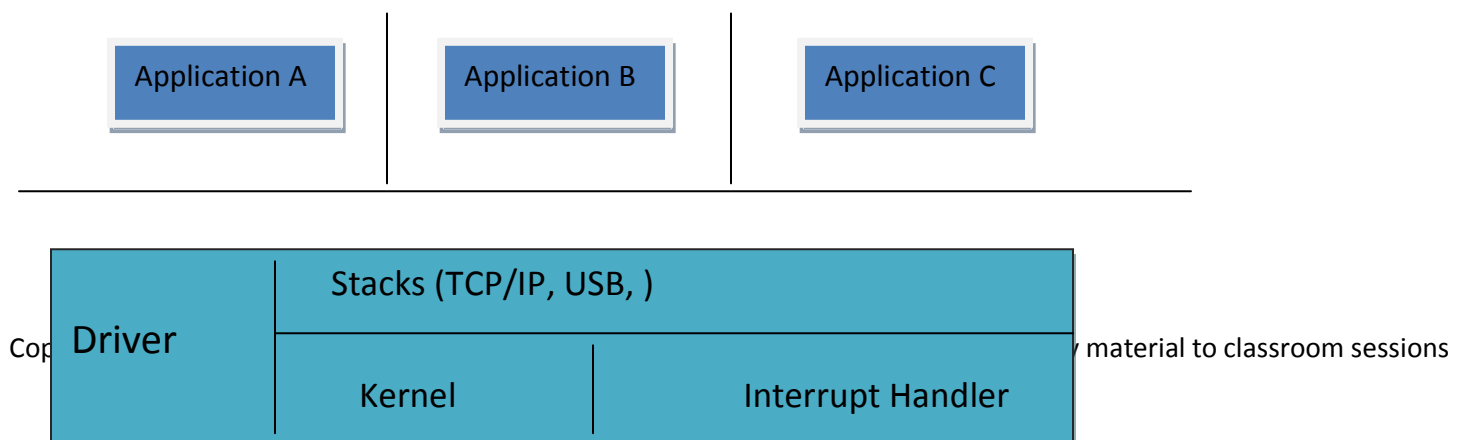 Application A
Application B
Application C
Stacks (TCP/IP, USB, )
Driver
material to classroom sessions
Kernel
Interrupt Handler